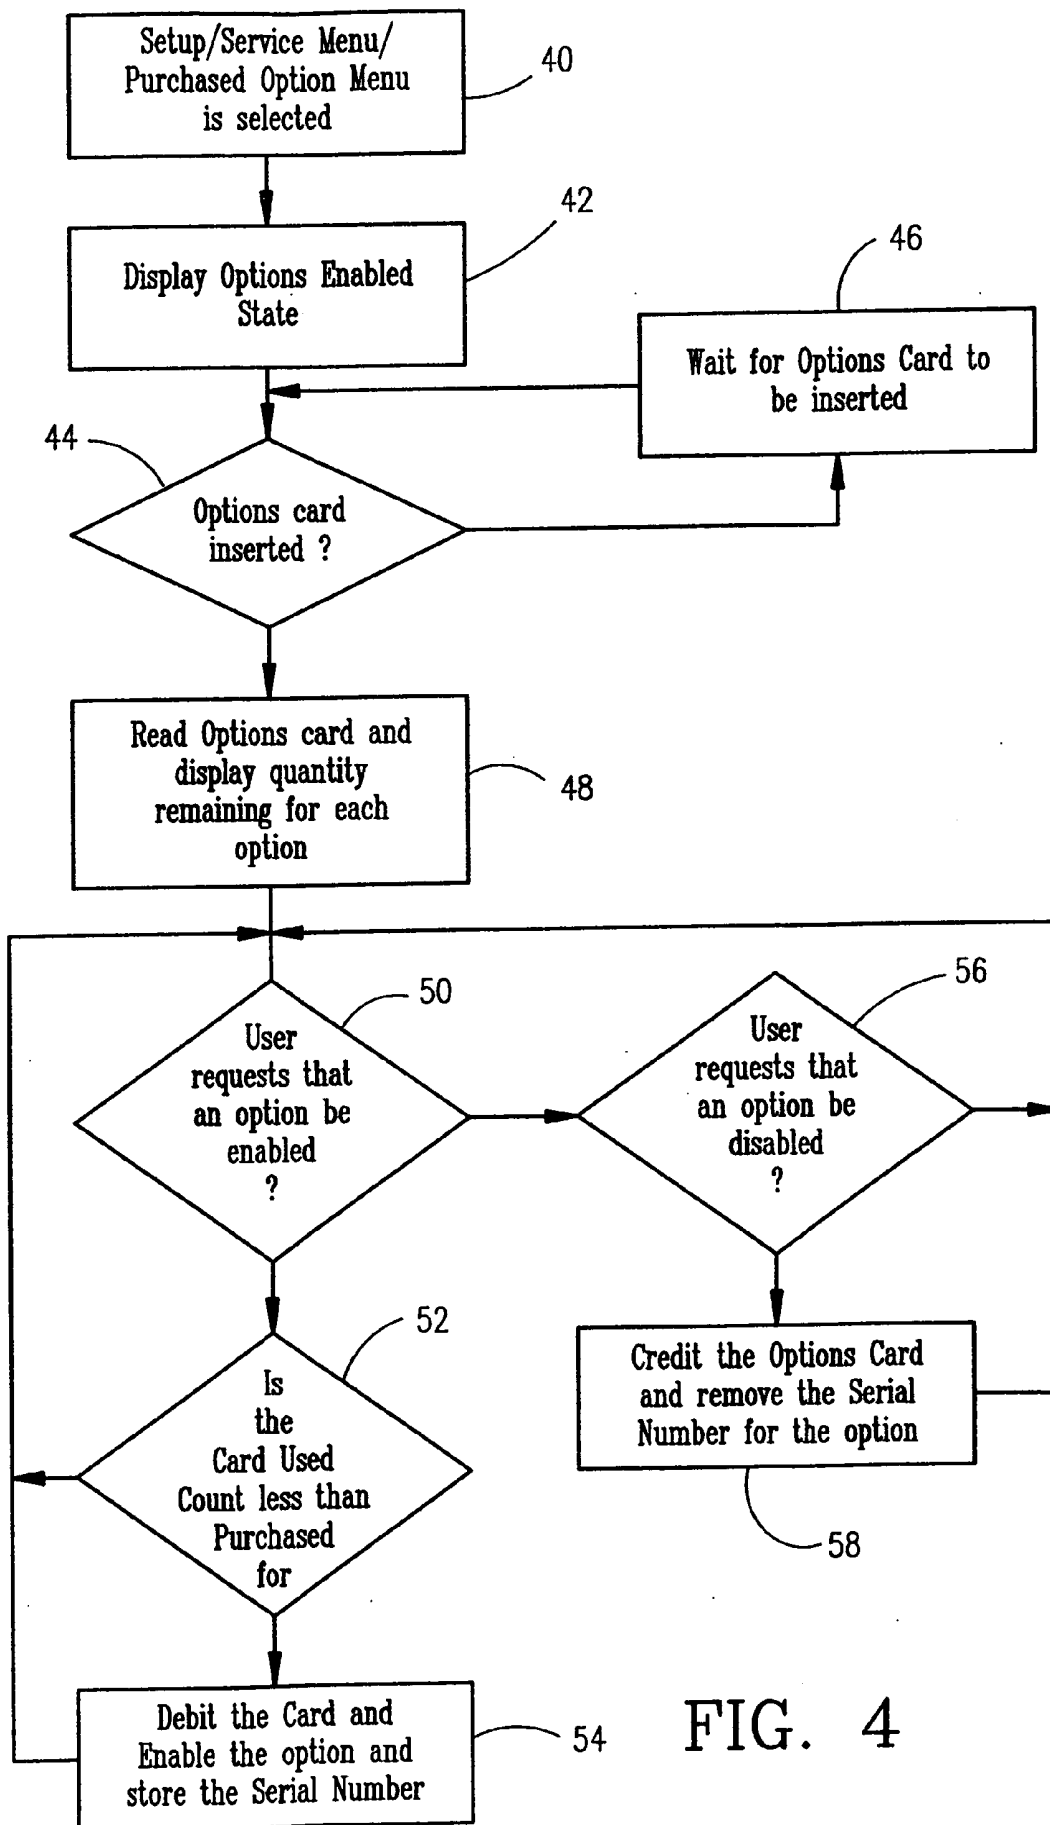 Setup/Service Menu/
Purchased Option Menu
is selected
40
Display Options Enabled
State
42
Wait for Options Card to
be inserted
46
Options card
inserted ?
44
Read Options card and
display quantity
remaining for each
option
48
User
requests that
an option be
enabled
?
50
User
requests that
an option be
disabled
?
56
Is
the
Card Used
Count less than
Purchased
for
52
Credit the Options Card
and remove the Serial
Number for the option
58
Debit the Card and
Enable the option and
store the Serial Number
54
FIG. 4